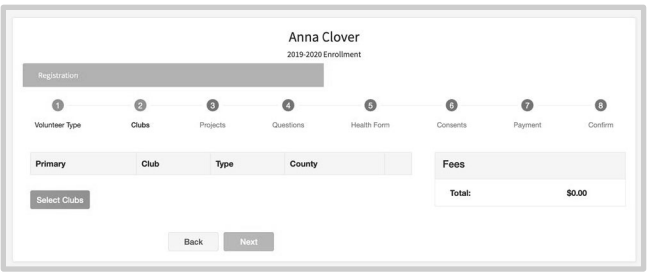 Anna Clover
2019-2020 Enrollment
Registration
1 2 3 4 5 6 7 8
Volunteer Type Clubs Projects Questions Health Form Consents Payment Confirm
Primary Club Type County
Fees
Total: $0.00
Select Clubs
Back Next